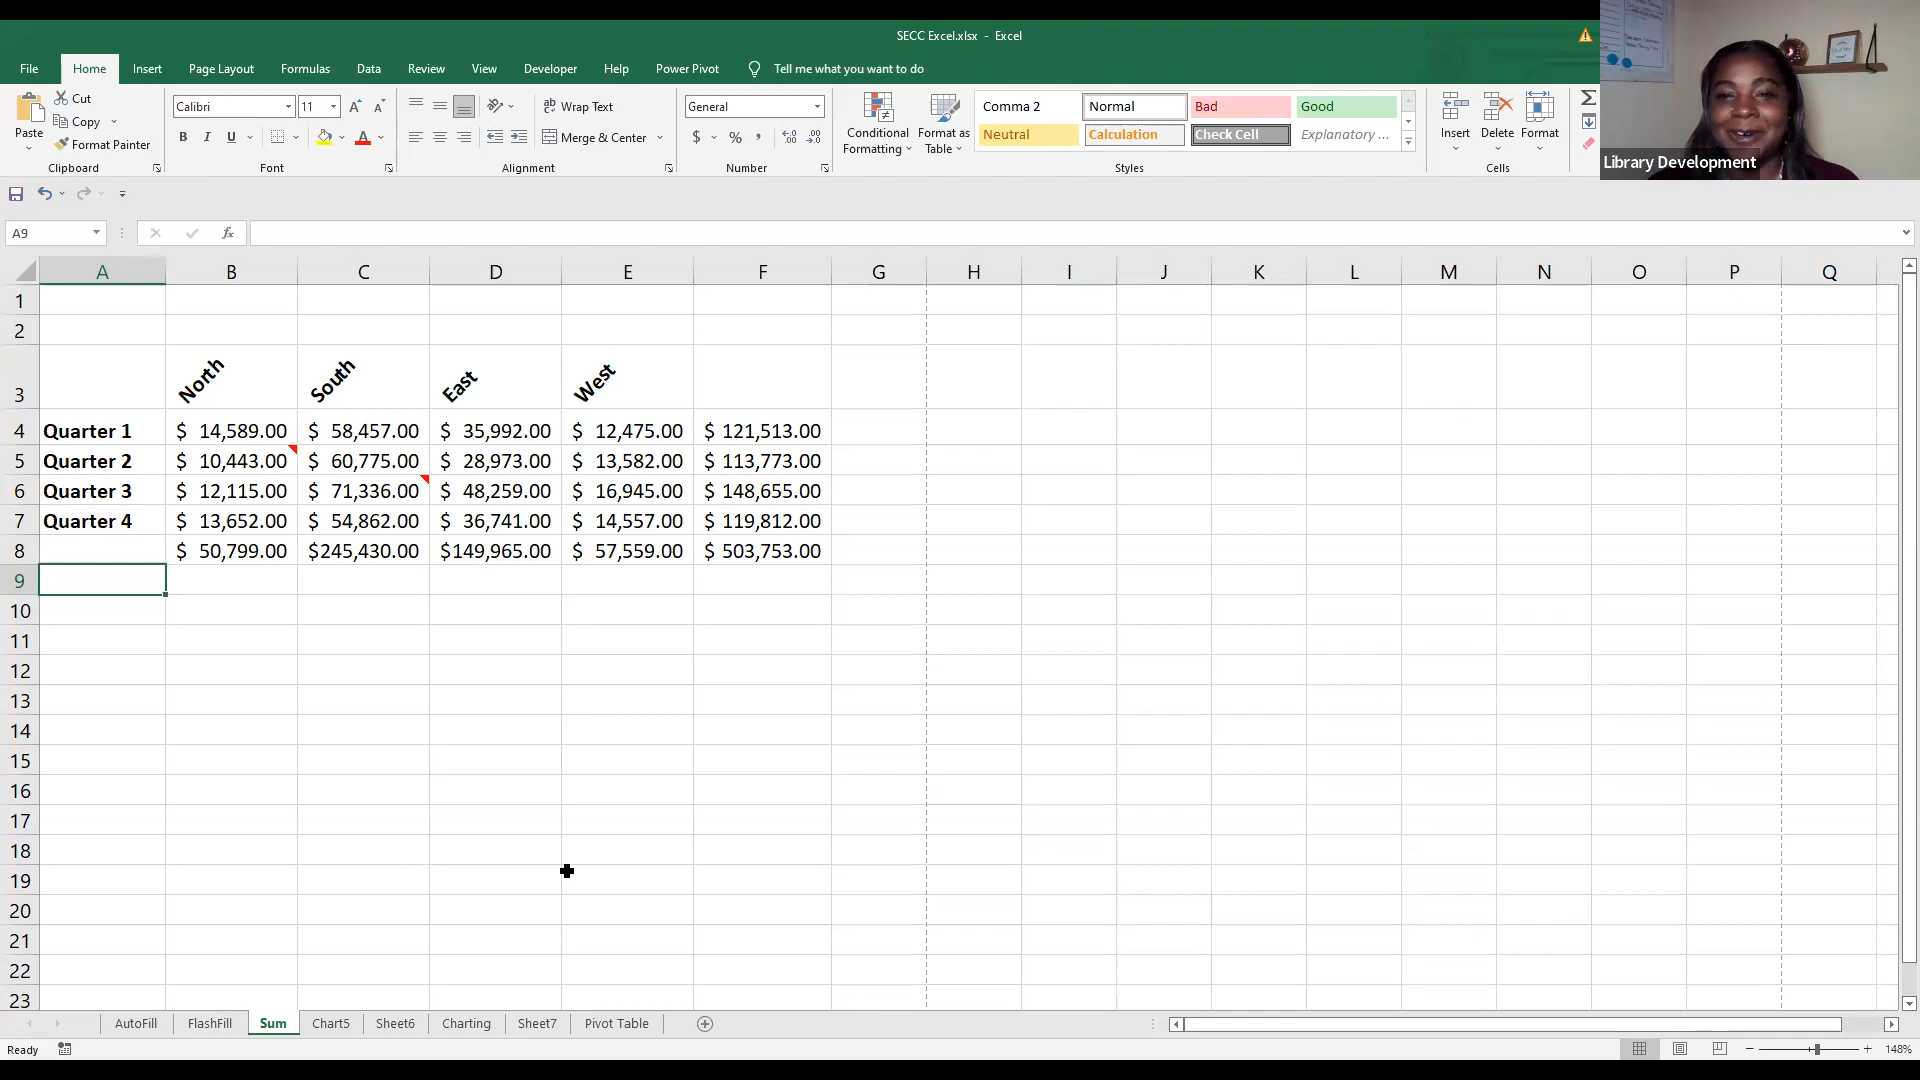 SECC Excel.xlsx - Excel
File Home Insert Page Layout Formulas Data Review View Developer Help Power Pivot Tell me what you want to do
Paste
Cut
Copy
Format Painter
Clipboard
Calibri 11
B I U
Font
Wrap Text
Merge & Center
Alignment
General
$ % ,
Number
Conditional Formatting
Format as Table
Comma 2 Normal Bad Good
Neutral Calculation Check Cell Explanatory ...
Styles
Insert Delete Format
Cells
Library Development
A9
fx
A B C D E F G H I J K L M N O P Q
1
2
3 North South East West
4 Quarter 1 $ 14,589.00 $ 58,457.00 $ 35,992.00 $ 12,475.00 $ 121,513.00
5 Quarter 2 $ 10,443.00 $ 60,775.00 $ 28,973.00 $ 13,582.00 $ 113,773.00
6 Quarter 3 $ 12,115.00 $ 71,336.00 $ 48,259.00 $ 16,945.00 $ 148,655.00
7 Quarter 4 $ 13,652.00 $ 54,862.00 $ 36,741.00 $ 14,557.00 $ 119,812.00
8 $ 50,799.00 $245,430.00 $149,965.00 $ 57,559.00 $ 503,753.00
9
10
11
12
13
14
15
16
17
18
19
20
21
22
23
AutoFill FlashFill Sum Chart5 Sheet6 Charting Sheet7 Pivot Table
Ready
148%